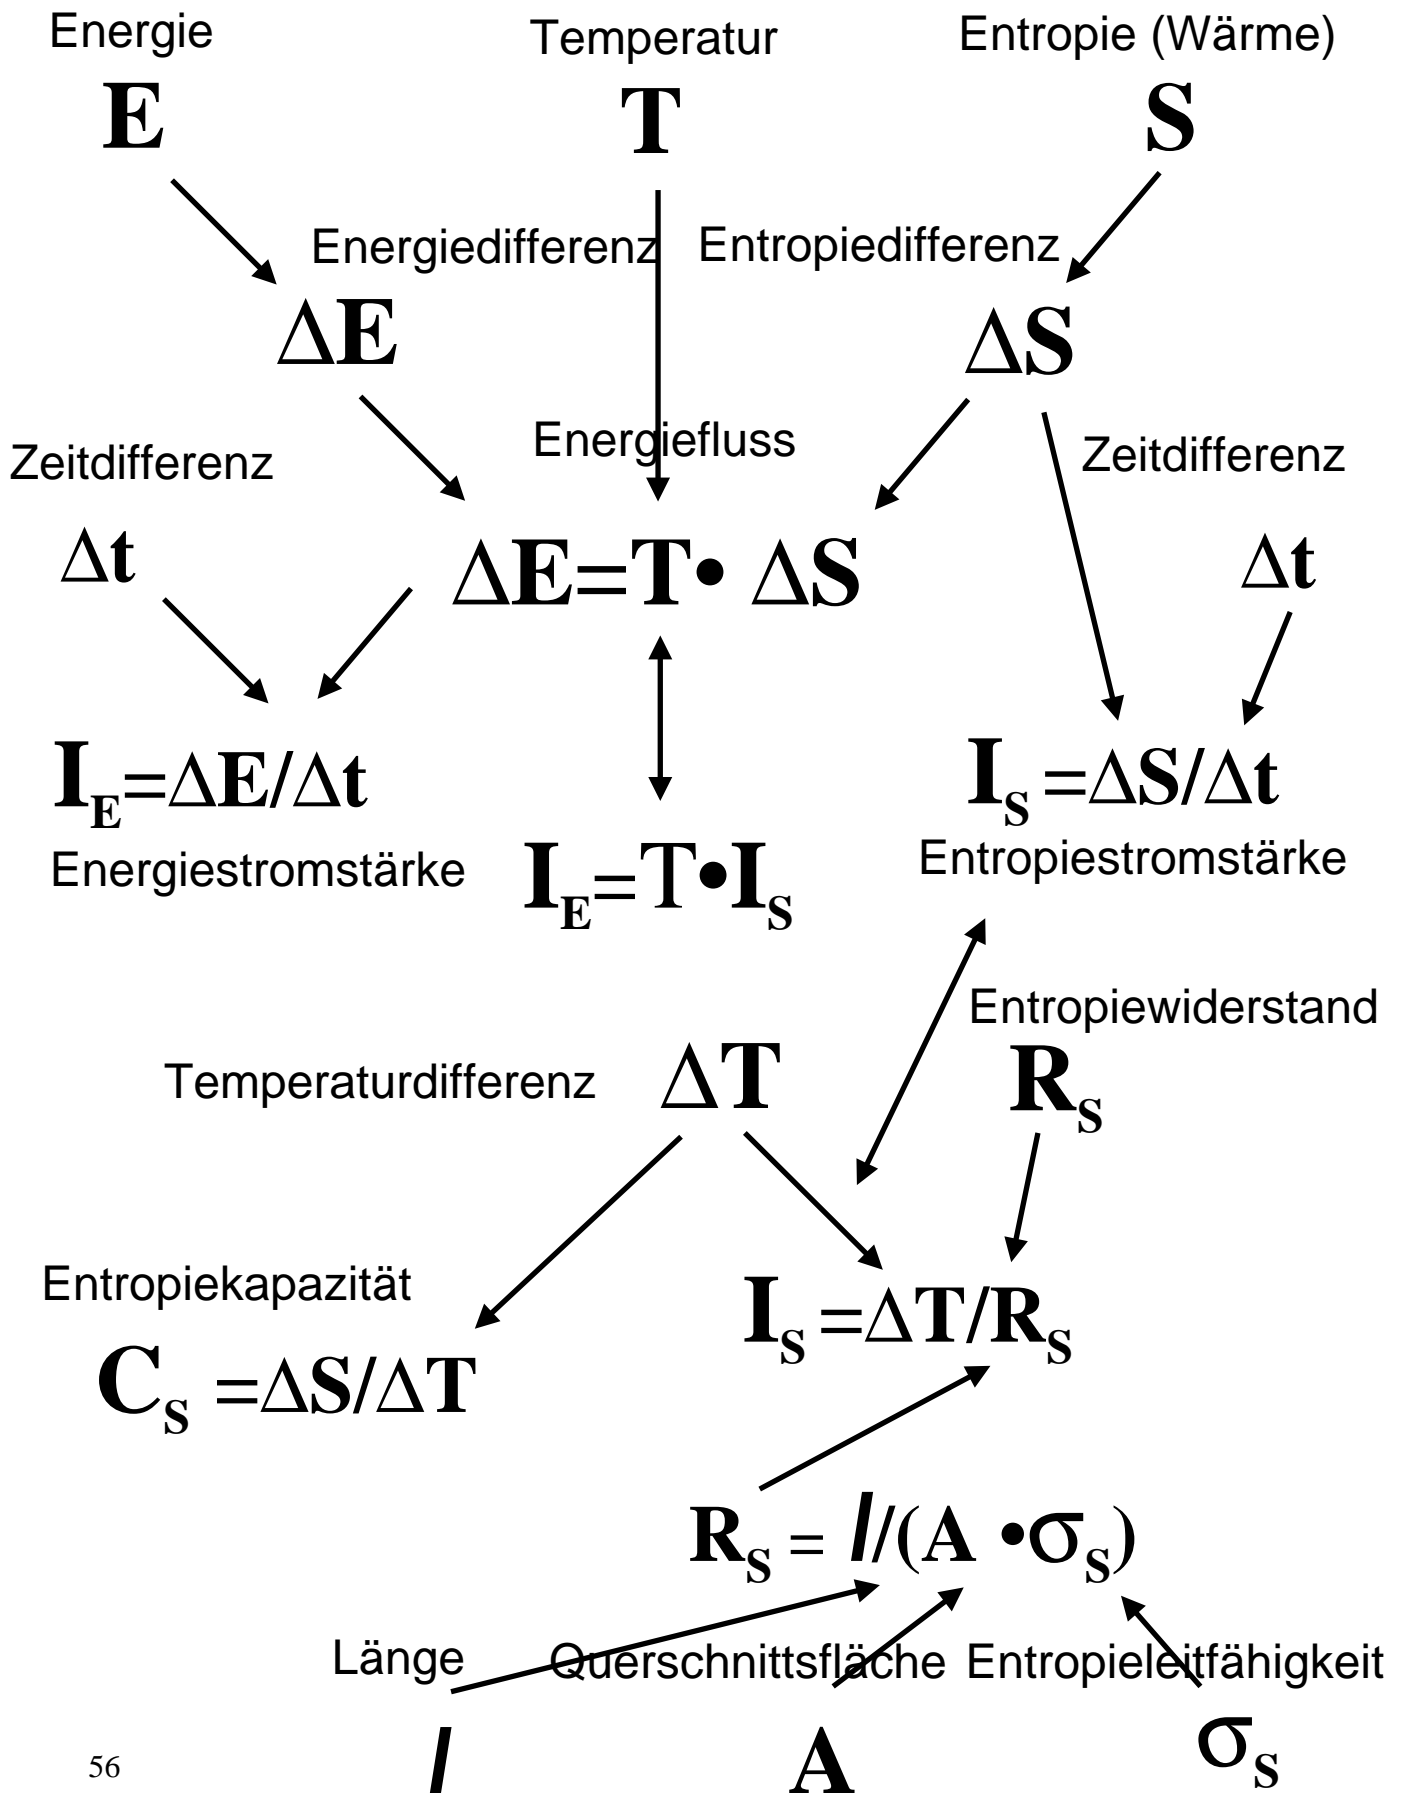 Energie Temperatur Entropie (Wärme)
E T S
Energiedifferenz Entropiedifferenz
ΔE ΔS
Zeitdifferenz Energiefluss Zeitdifferenz
Δt ΔE=T• ΔS Δt
I_E=ΔE/Δt I_S =ΔS/Δt
Energiestromstärke I_E=T•I_S Entropiestromstärke
Entropiewiderstand
Temperaturdifferenz ΔT R_S
Entropiekapazität I_S =ΔT/R_S
C_S =ΔS/ΔT
R_S = l/(A •σ_S)
Länge Querschnittsfläche Entropieleitfähigkeit
56 l A σ_S